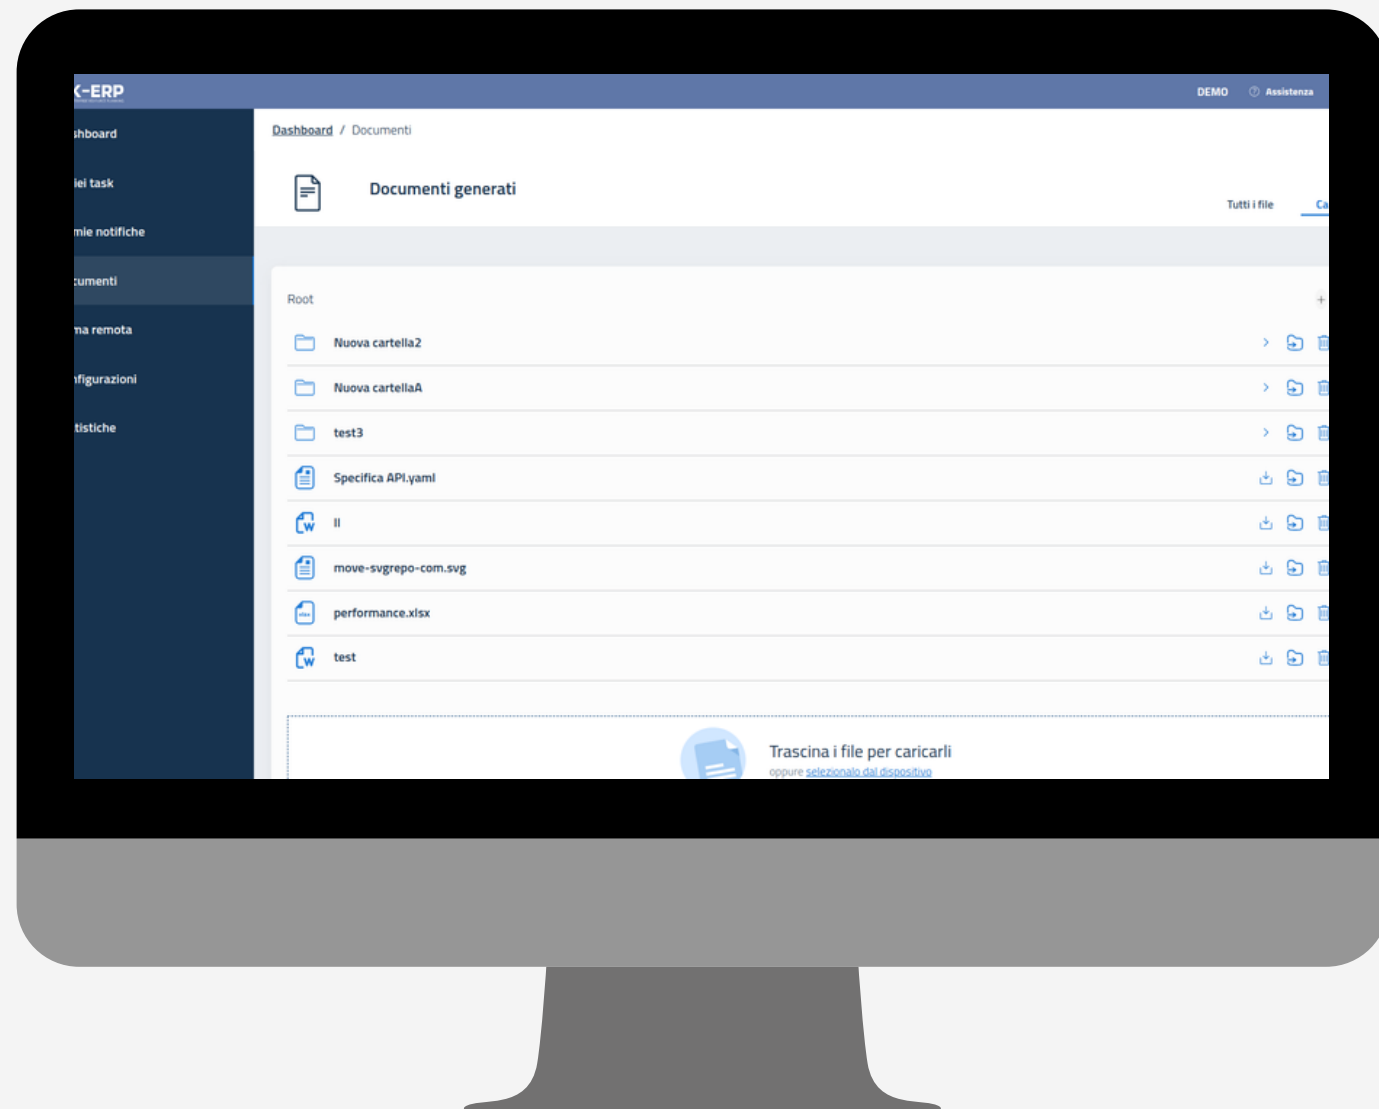 K-ERP
DEMO Assistenza
shboard
iei task
mie notifiche
cumenti
ma remota
nfigurazioni
tistiche
Dashboard / Documenti
Documenti generati
Tutti i file Ca
Root
Nuova cartella2
Nuova cartellaA
test3
Specifica API.yaml
ll
move-svgrepo-com.svg
performance.xlsx
test
Trascina i file per caricarli
oppure selezionalo dal dispositivo